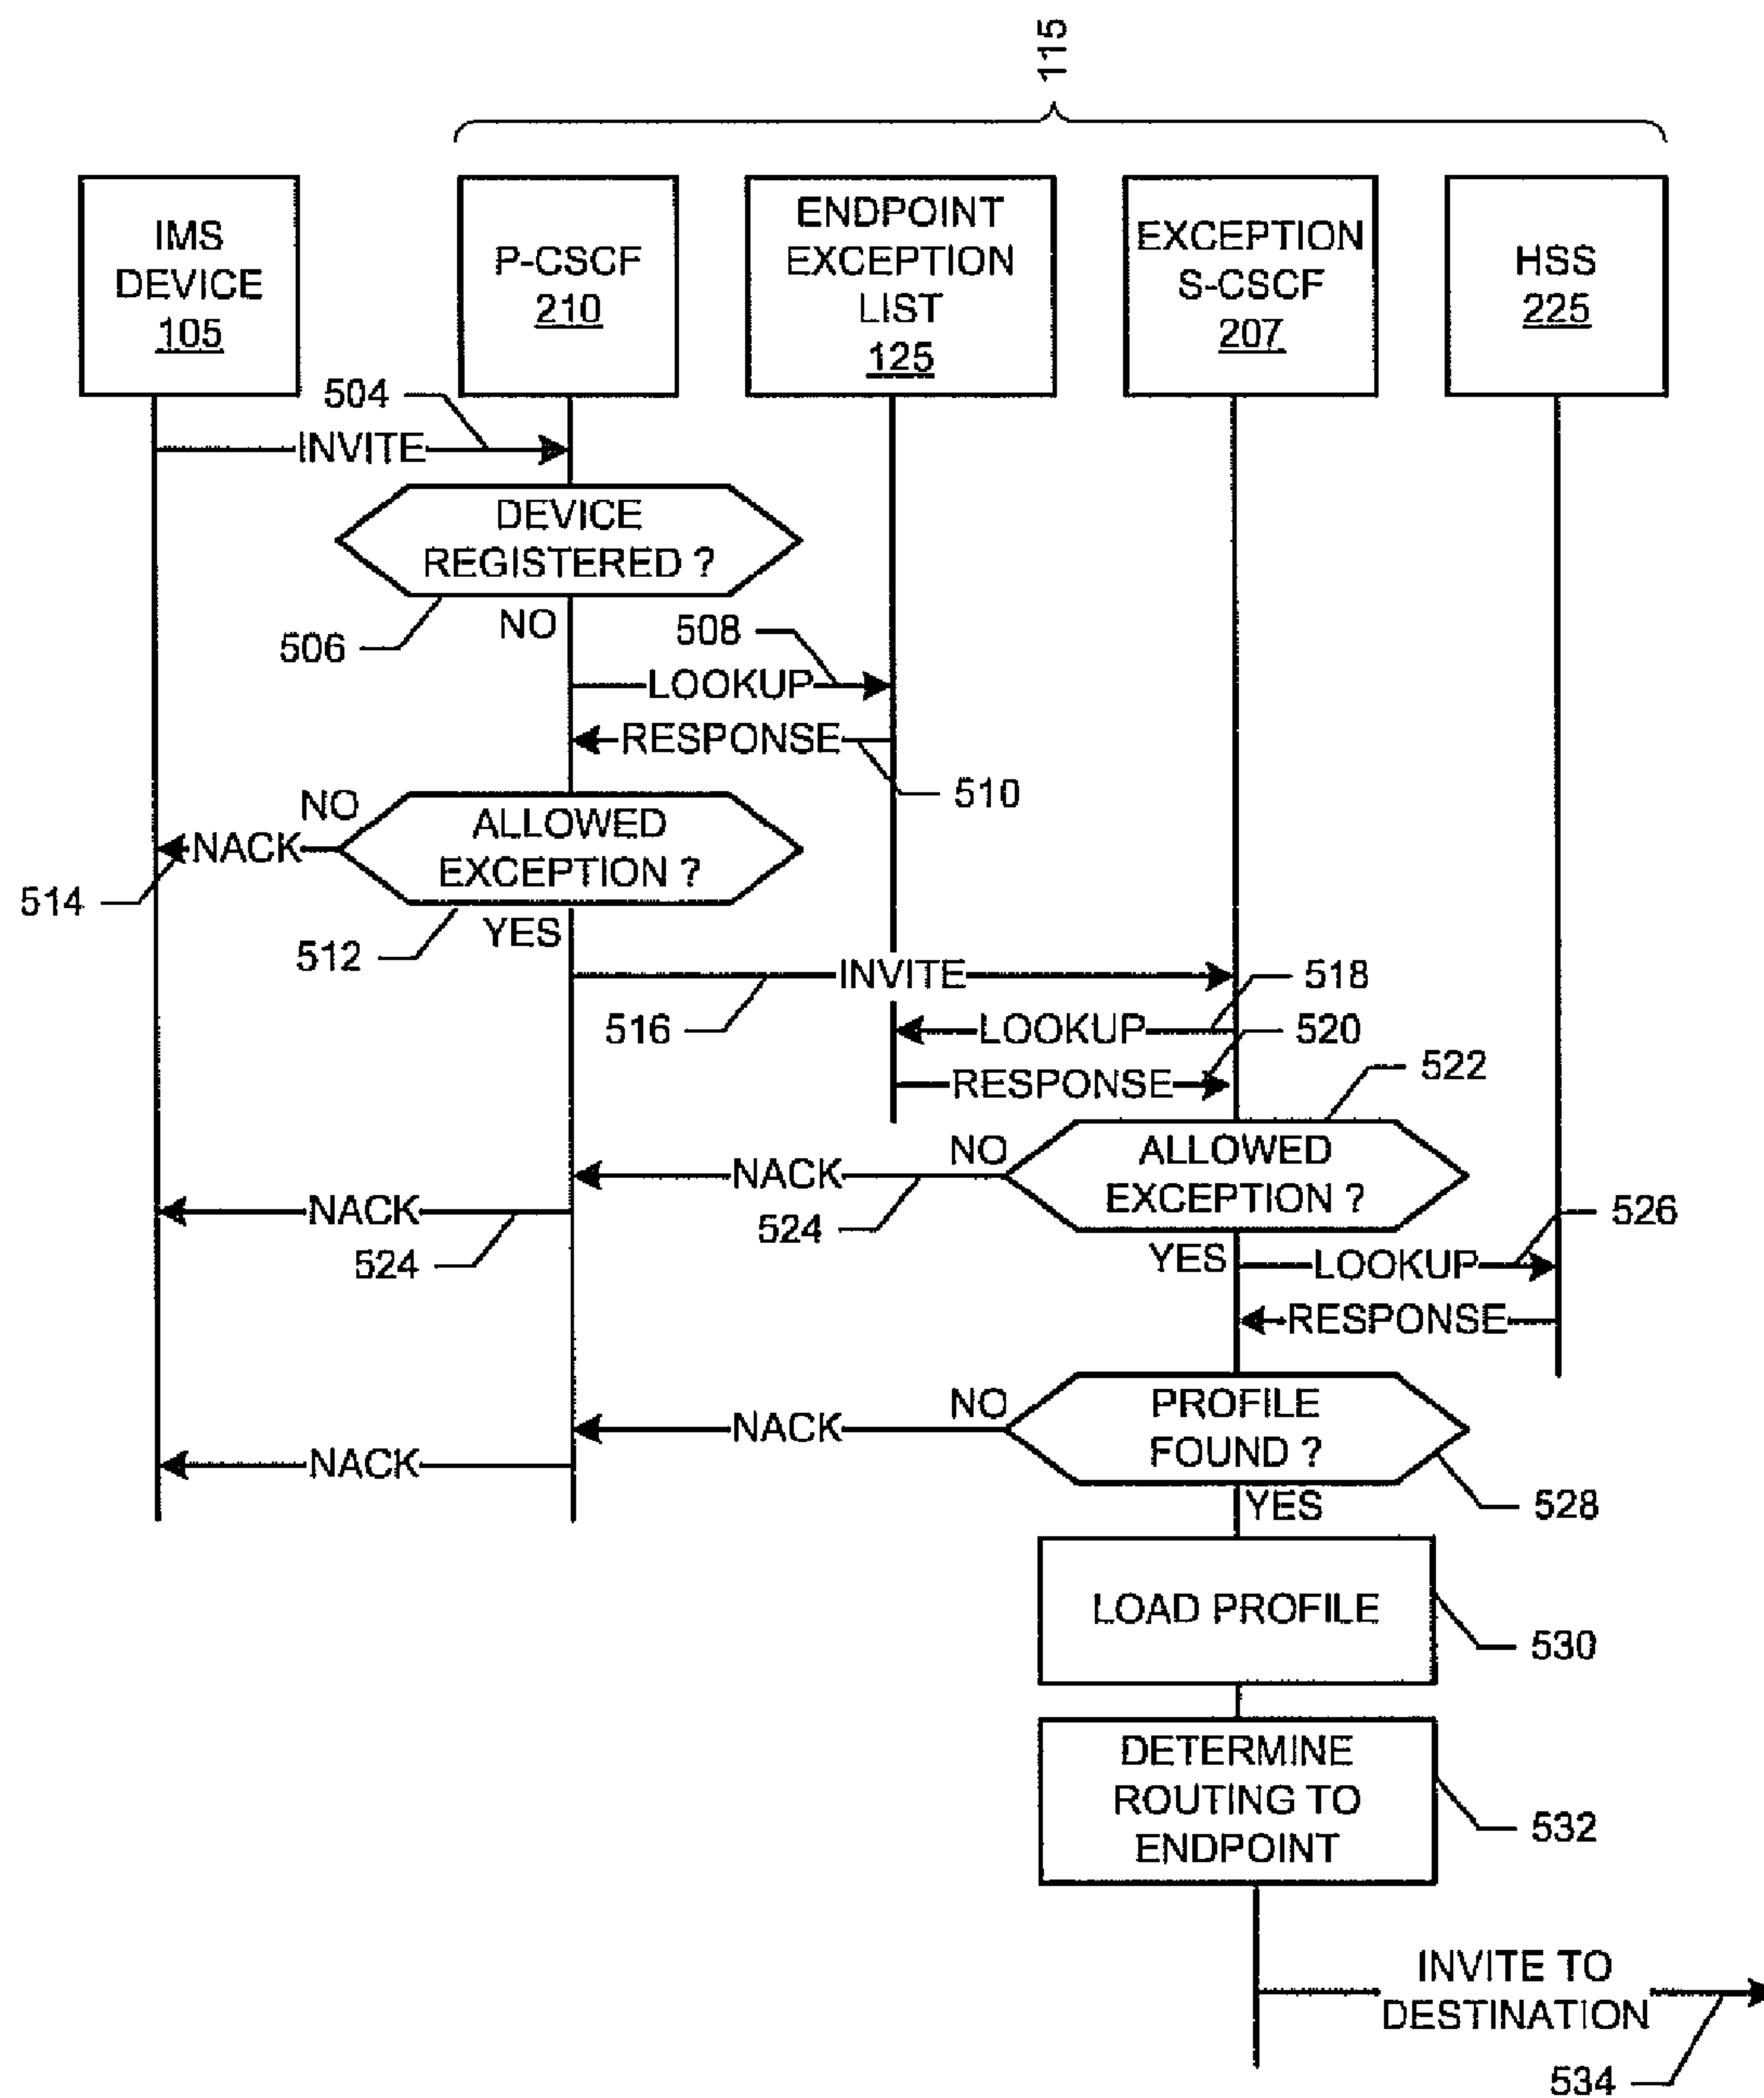 115
IMS
DEVICE
105
P-CSCF
210
ENDPOINT
EXCEPTION
LIST
125
EXCEPTION
S-CSCF
207
HSS
225
504
INVITE
DEVICE
REGISTERED ?
506
NO
508
LOOKUP
RESPONSE
510
NO
NACK
514
ALLOWED
EXCEPTION ?
512
YES
INVITE
516
518
LOOKUP
520
RESPONSE
522
ALLOWED
EXCEPTION ?
NO
NACK
524
NACK
524
YES
LOOKUP
526
RESPONSE
PROFILE
FOUND ?
NO
NACK
NACK
528
YES
LOAD PROFILE
530
DETERMINE
ROUTING TO
ENDPOINT
532
INVITE TO
DESTINATION
534